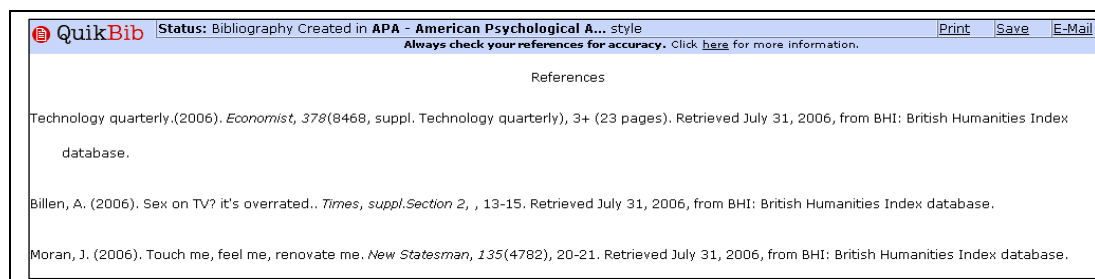 QuikBib Status: Bibliography Created in APA - American Psychological A... style Print Save E-Mail
Always check your references for accuracy. Click here for more information.
References
Technology quarterly.(2006). Economist, 378(8468, suppl. Technology quarterly), 3+ (23 pages). Retrieved July 31, 2006, from BHI: British Humanities Index
database.
Billen, A. (2006). Sex on TV? it's overrated.. Times, suppl.Section 2, , 13-15. Retrieved July 31, 2006, from BHI: British Humanities Index database.
Moran, J. (2006). Touch me, feel me, renovate me. New Statesman, 135(4782), 20-21. Retrieved July 31, 2006, from BHI: British Humanities Index database.